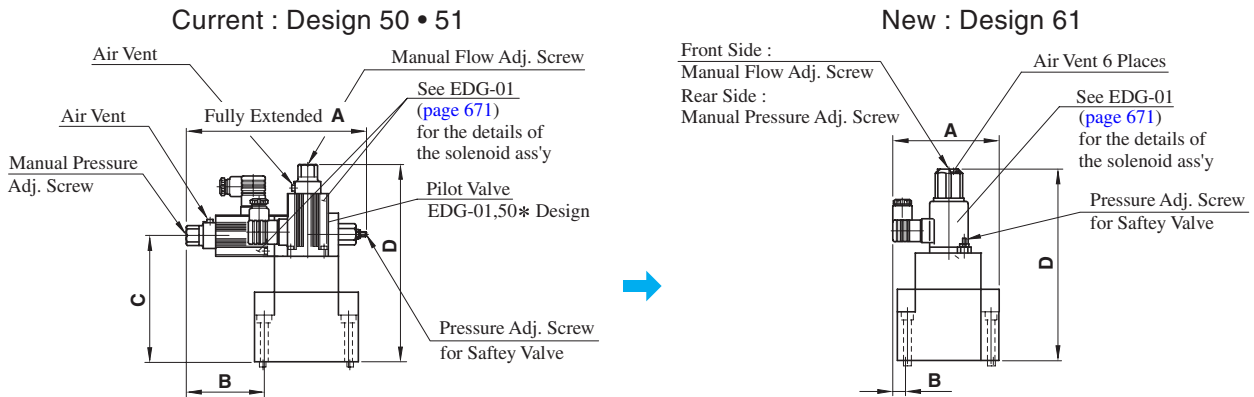 Current : Design 50 • 51
Air Vent
Manual Flow Adj. Screw
See EDG-01
(page 671)
for the details of
the solenoid ass'y
Fully Extended A
Air Vent
Manual Pressure
Adj. Screw
Pilot Valve
EDG-01,50* Design
D
C
B
Pressure Adj. Screw
for Saftey Valve
New : Design 61
Front Side :
Manual Flow Adj. Screw
Rear Side :
Manual Pressure Adj. Screw
Air Vent 6 Places
See EDG-01
(page 671)
for the details of
the solenoid ass'y
A
Pressure Adj. Screw
for Saftey Valve
D
B